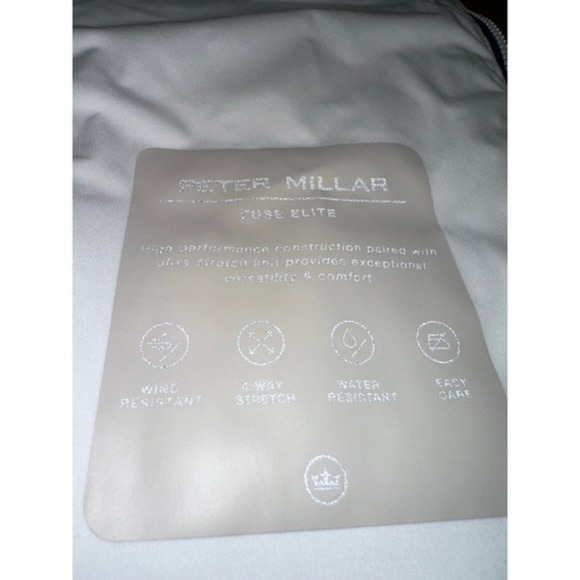 PETER MILLAR
FUSE ELITE
High-performance construction paired with
ultra stretch knit provides exceptional
versatility & comfort.
WIND
RESISTANT
4-WAY
STRETCH
WATER
RESISTANT
EASY
CARE